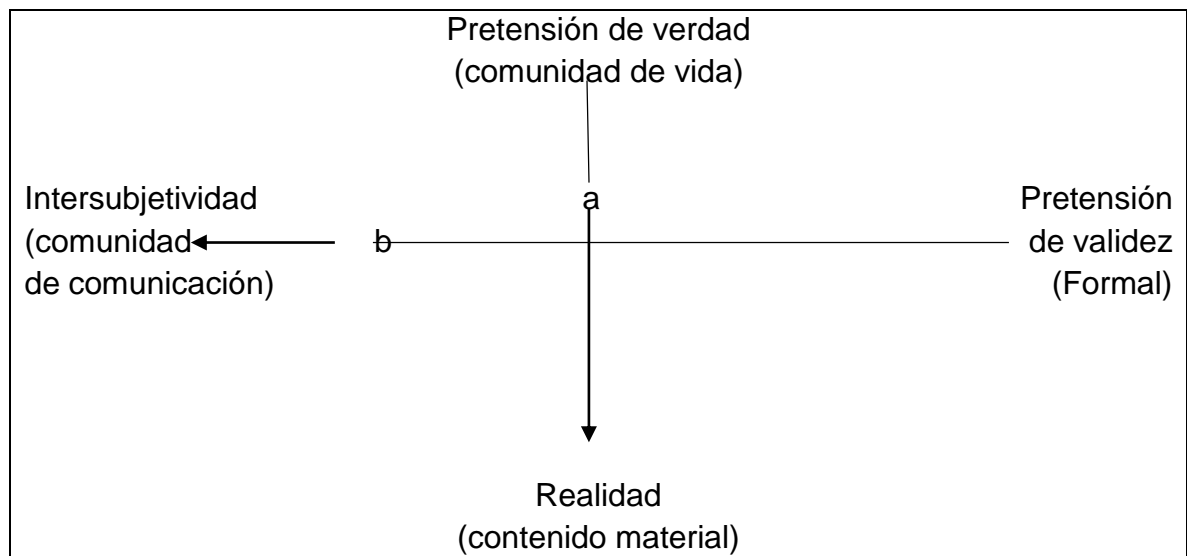 Pretensión de verdad
(comunidad de vida)
a
Intersubjetividad
(comunidad
de comunicación)
b
Pretensión
de validez
(Formal)
Realidad
(contenido material)